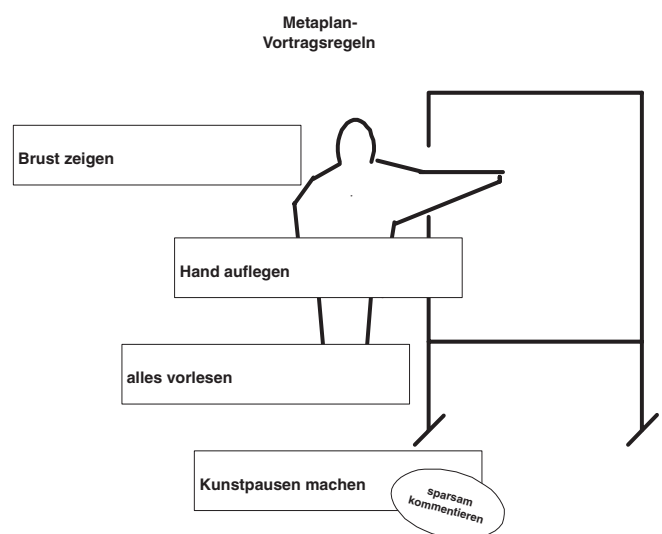 Metaplan-
Vortragsregeln
Brust zeigen
Hand auflegen
alles vorlesen
Kunstpausen machen
sparsam
kommentieren